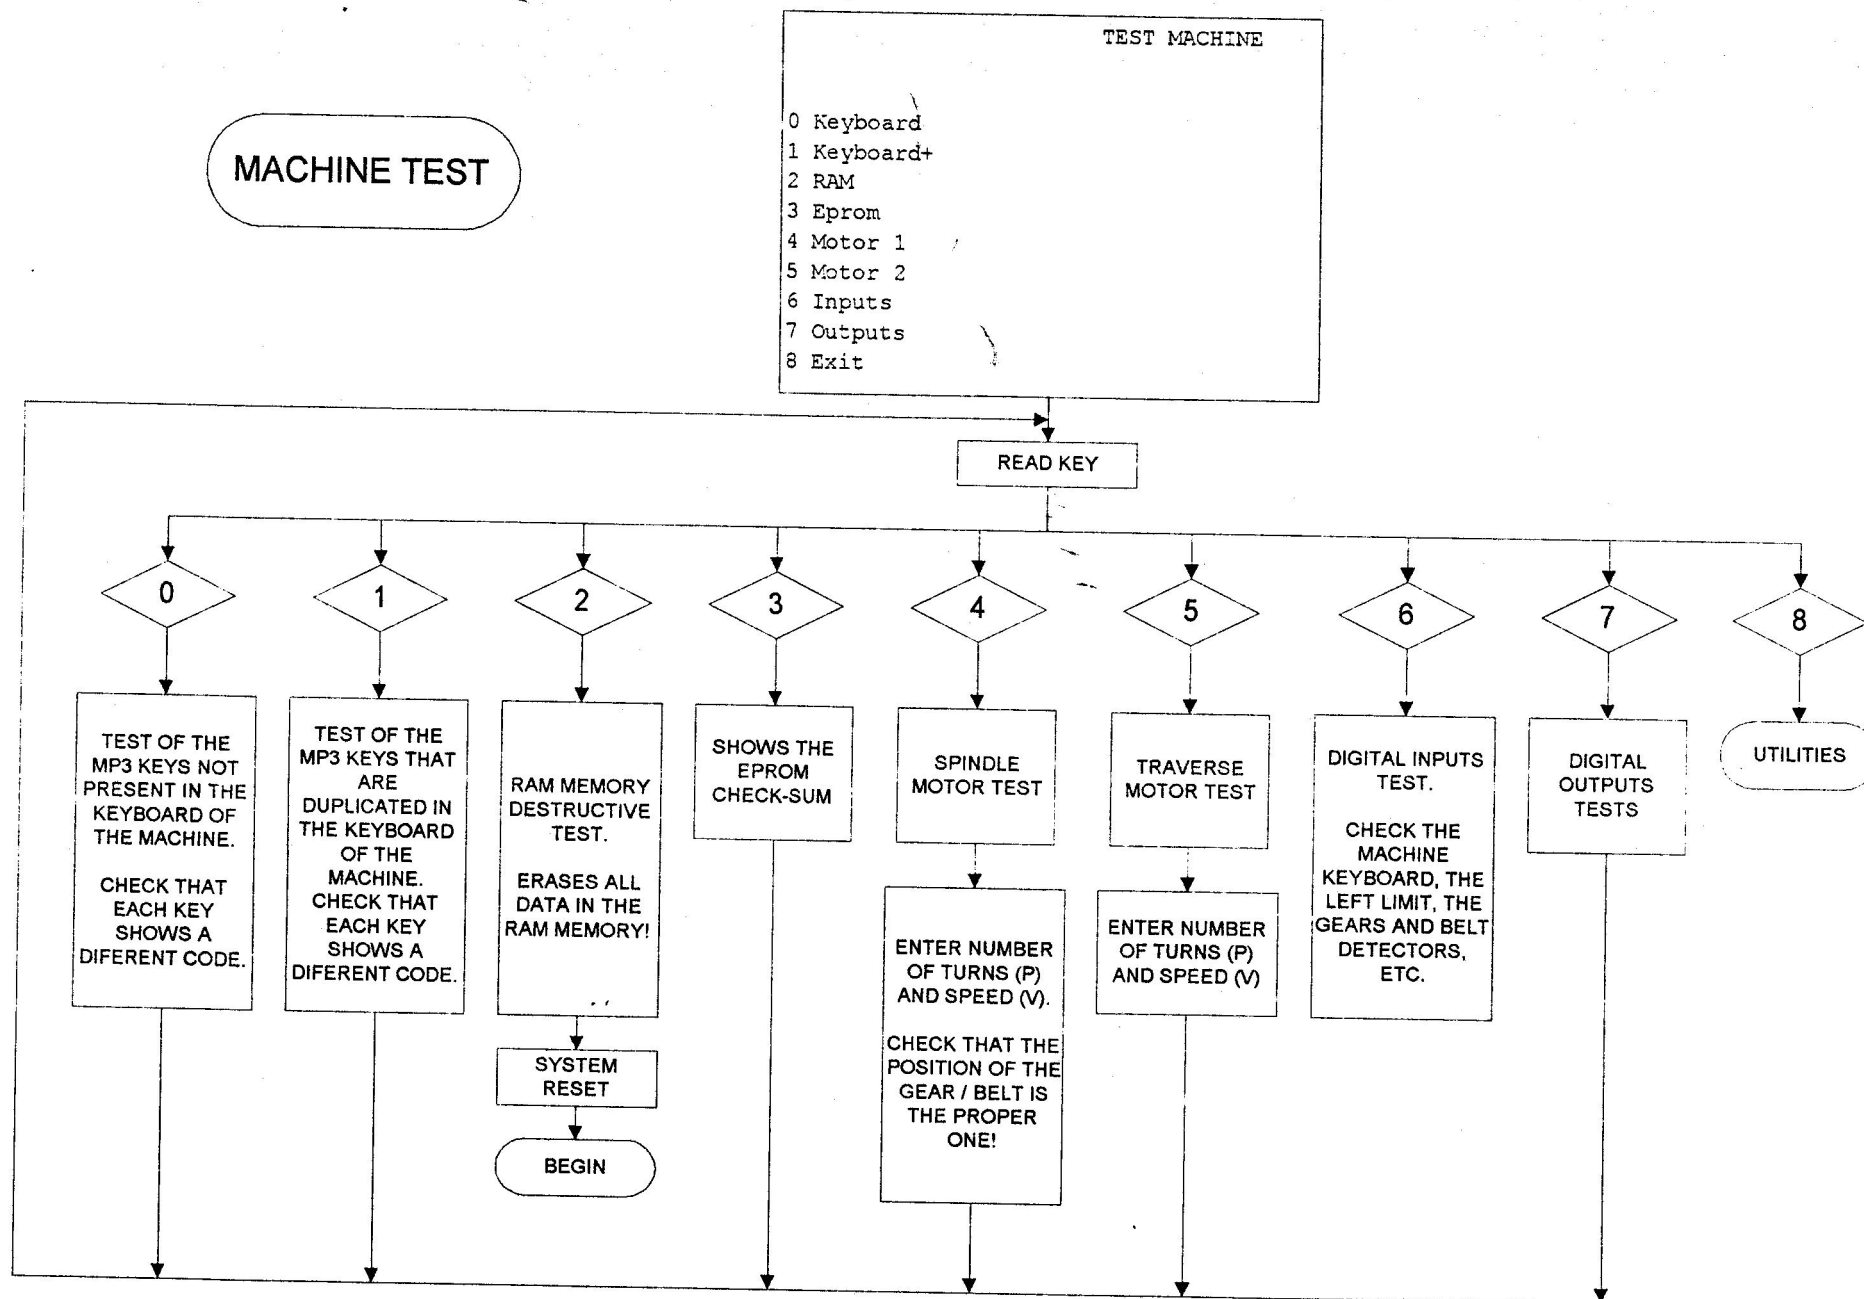 TEST MACHINE
0 Keyboard
1 Keyboard+
2 RAM
3 Eprom
4 Motor 1
5 Motor 2
6 Inputs
7 Outputs
8 Exit
MACHINE TEST
READ KEY
0
1
2
3
4
5
6
7
8
TEST OF THE
MP3 KEYS NOT
PRESENT IN THE
KEYBOARD OF
THE MACHINE.
CHECK THAT
EACH KEY
SHOWS A
DIFERENT CODE.
TEST OF THE
MP3 KEYS THAT
ARE
DUPLICATED IN
THE KEYBOARD
OF THE
MACHINE.
CHECK THAT
EACH KEY
SHOWS A
DIFERENT CODE.
RAM MEMORY
DESTRUCTIVE
TEST.
ERASES ALL
DATA IN THE
RAM MEMORY!
SYSTEM
RESET
BEGIN
SHOWS THE
EPROM
CHECK-SUM
SPINDLE
MOTOR TEST
ENTER NUMBER
OF TURNS (P)
AND SPEED (V).
CHECK THAT THE
POSITION OF THE
GEAR / BELT IS
THE PROPER
ONE!
TRAVERSE
MOTOR TEST
ENTER NUMBER
OF TURNS (P)
AND SPEED (V)
DIGITAL INPUTS
TEST.
CHECK THE
MACHINE
KEYBOARD, THE
LEFT LIMIT, THE
GEARS AND BELT
DETECTORS,
ETC.
DIGITAL
OUTPUTS
TESTS
UTILITIES